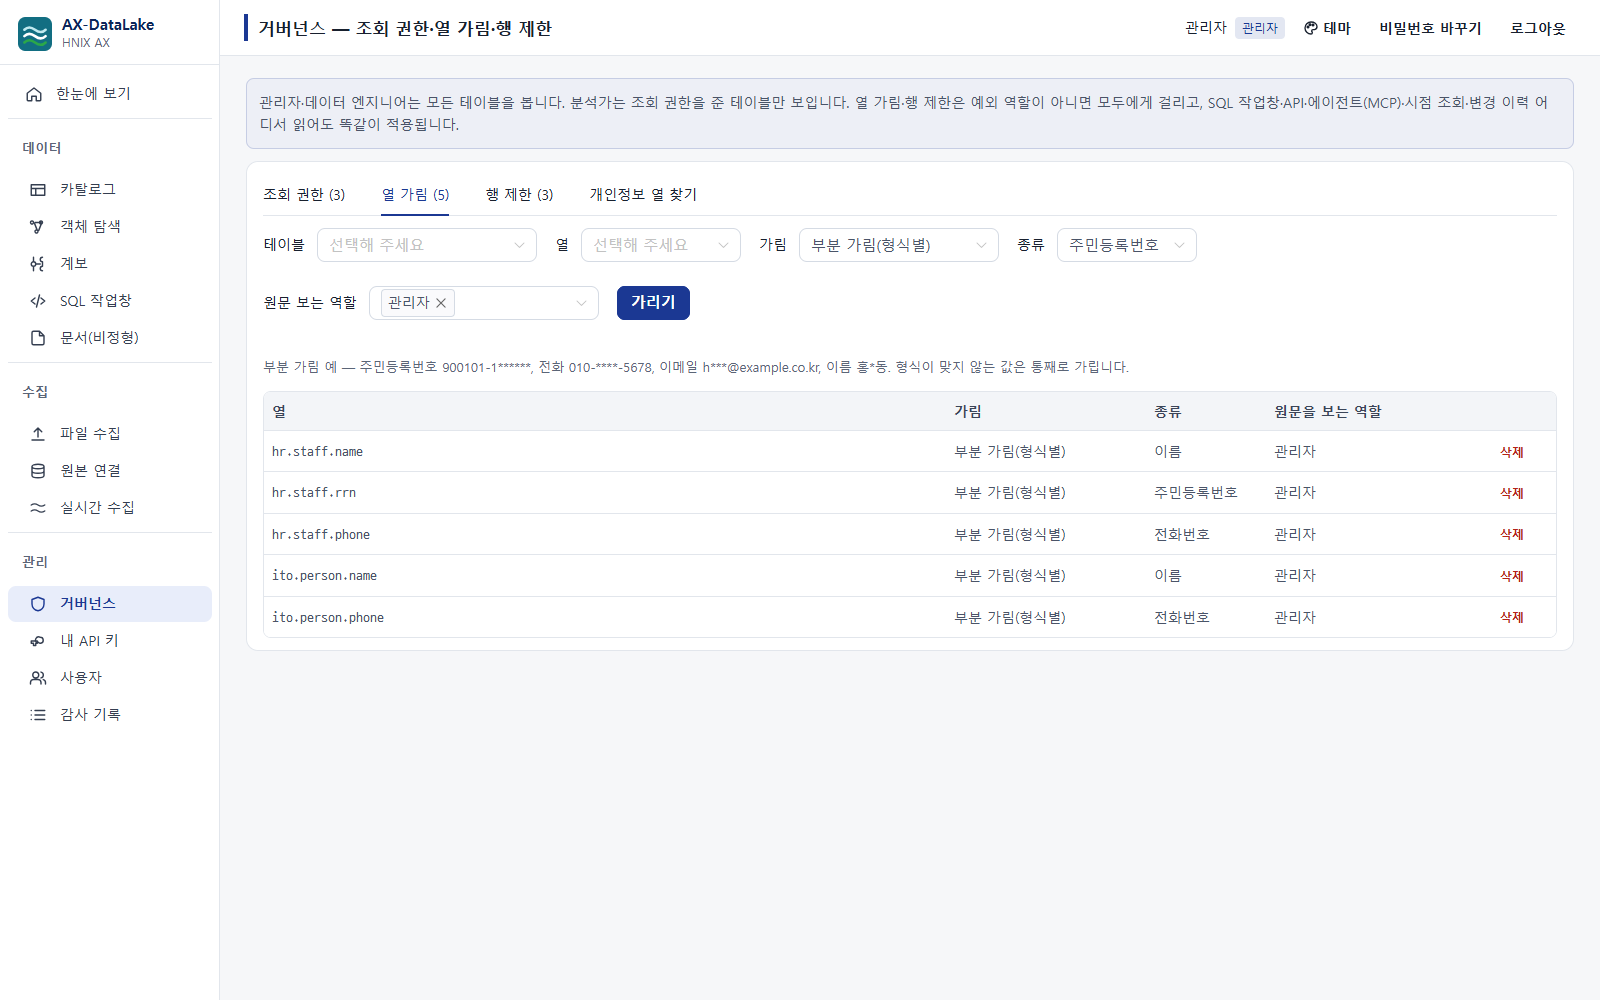 AX-DataLake
HNIX AX
한눈에 보기
데이터
카탈로그
객체 탐색
계보
SQL 작업창
문서(비정형)
수집
파일 수집
원본 연결
실시간 수집
관리
거버넌스
내 API 키
사용자
감사 기록
거버넌스 — 조회 권한·열 가림·행 제한
관리자 관리자 테마 비밀번호 바꾸기 로그아웃
관리자·데이터 엔지니어는 모든 테이블을 봅니다. 분석가는 조회 권한을 준 테이블만 보입니다. 열 가림·행 제한은 예외 역할이 아니면 모두에게 걸리고, SQL 작업창·API·에이전트(MCP)·시점 조회·변경 이력 어
디서 읽어도 똑같이 적용됩니다.
조회 권한 (3) 열 가림 (5) 행 제한 (3) 개인정보 열 찾기
테이블 선택해 주세요 열 선택해 주세요 가림 부분 가림(형식별) 종류 주민등록번호
원문 보는 역할 관리자 가리기
부분 가림 예 — 주민등록번호 900101-1******, 전화 010-****-5678, 이메일 h***@example.co.kr, 이름 홍*동. 형식이 맞지 않는 값은 통째로 가립니다.
열 가림 종류 원문을 보는 역할
hr.staff.name 부분 가림(형식별) 이름 관리자 삭제
hr.staff.rrn 부분 가림(형식별) 주민등록번호 관리자 삭제
hr.staff.phone 부분 가림(형식별) 전화번호 관리자 삭제
ito.person.name 부분 가림(형식별) 이름 관리자 삭제
ito.person.phone 부분 가림(형식별) 전화번호 관리자 삭제